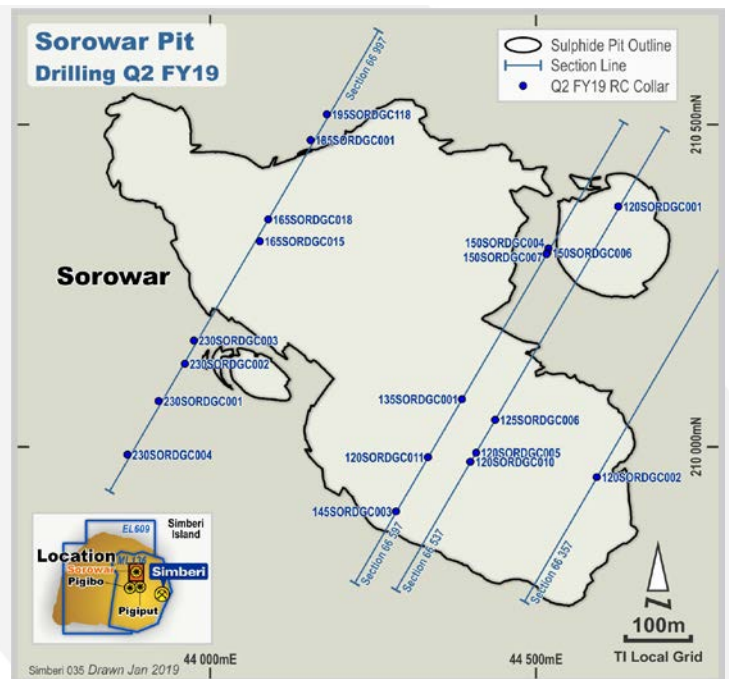 Sorowar Pit
Drilling Q2 FY19
Sulphide Pit Outline
Section Line
Q2 FY19 RC Collar
Section 66 997
195SORDGC118
185SORDGC001
210 500mN
165SORDGC018
165SORDGC015
120SORDGC001
150SORDGC004
150SORDGC006
150SORDGC007
Sorowar
230SORDGC003
230SORDGC002
230SORDGC001
135SORDGC001
125SORDGC006
230SORDGC004
120SORDGC011
120SORDGC005
120SORDGC010
120SORDGC002
210 000mN
145SORDGC003
Section 66 597
Section 66 537
Section 66 357
EL609
Simberi
Island
Location
Sorowar
Simberi
Pigibo
Pigiput
N
100m
TI Local Grid
44 000mE
44 500mE
Simberi 035 Drawn Jan 2019